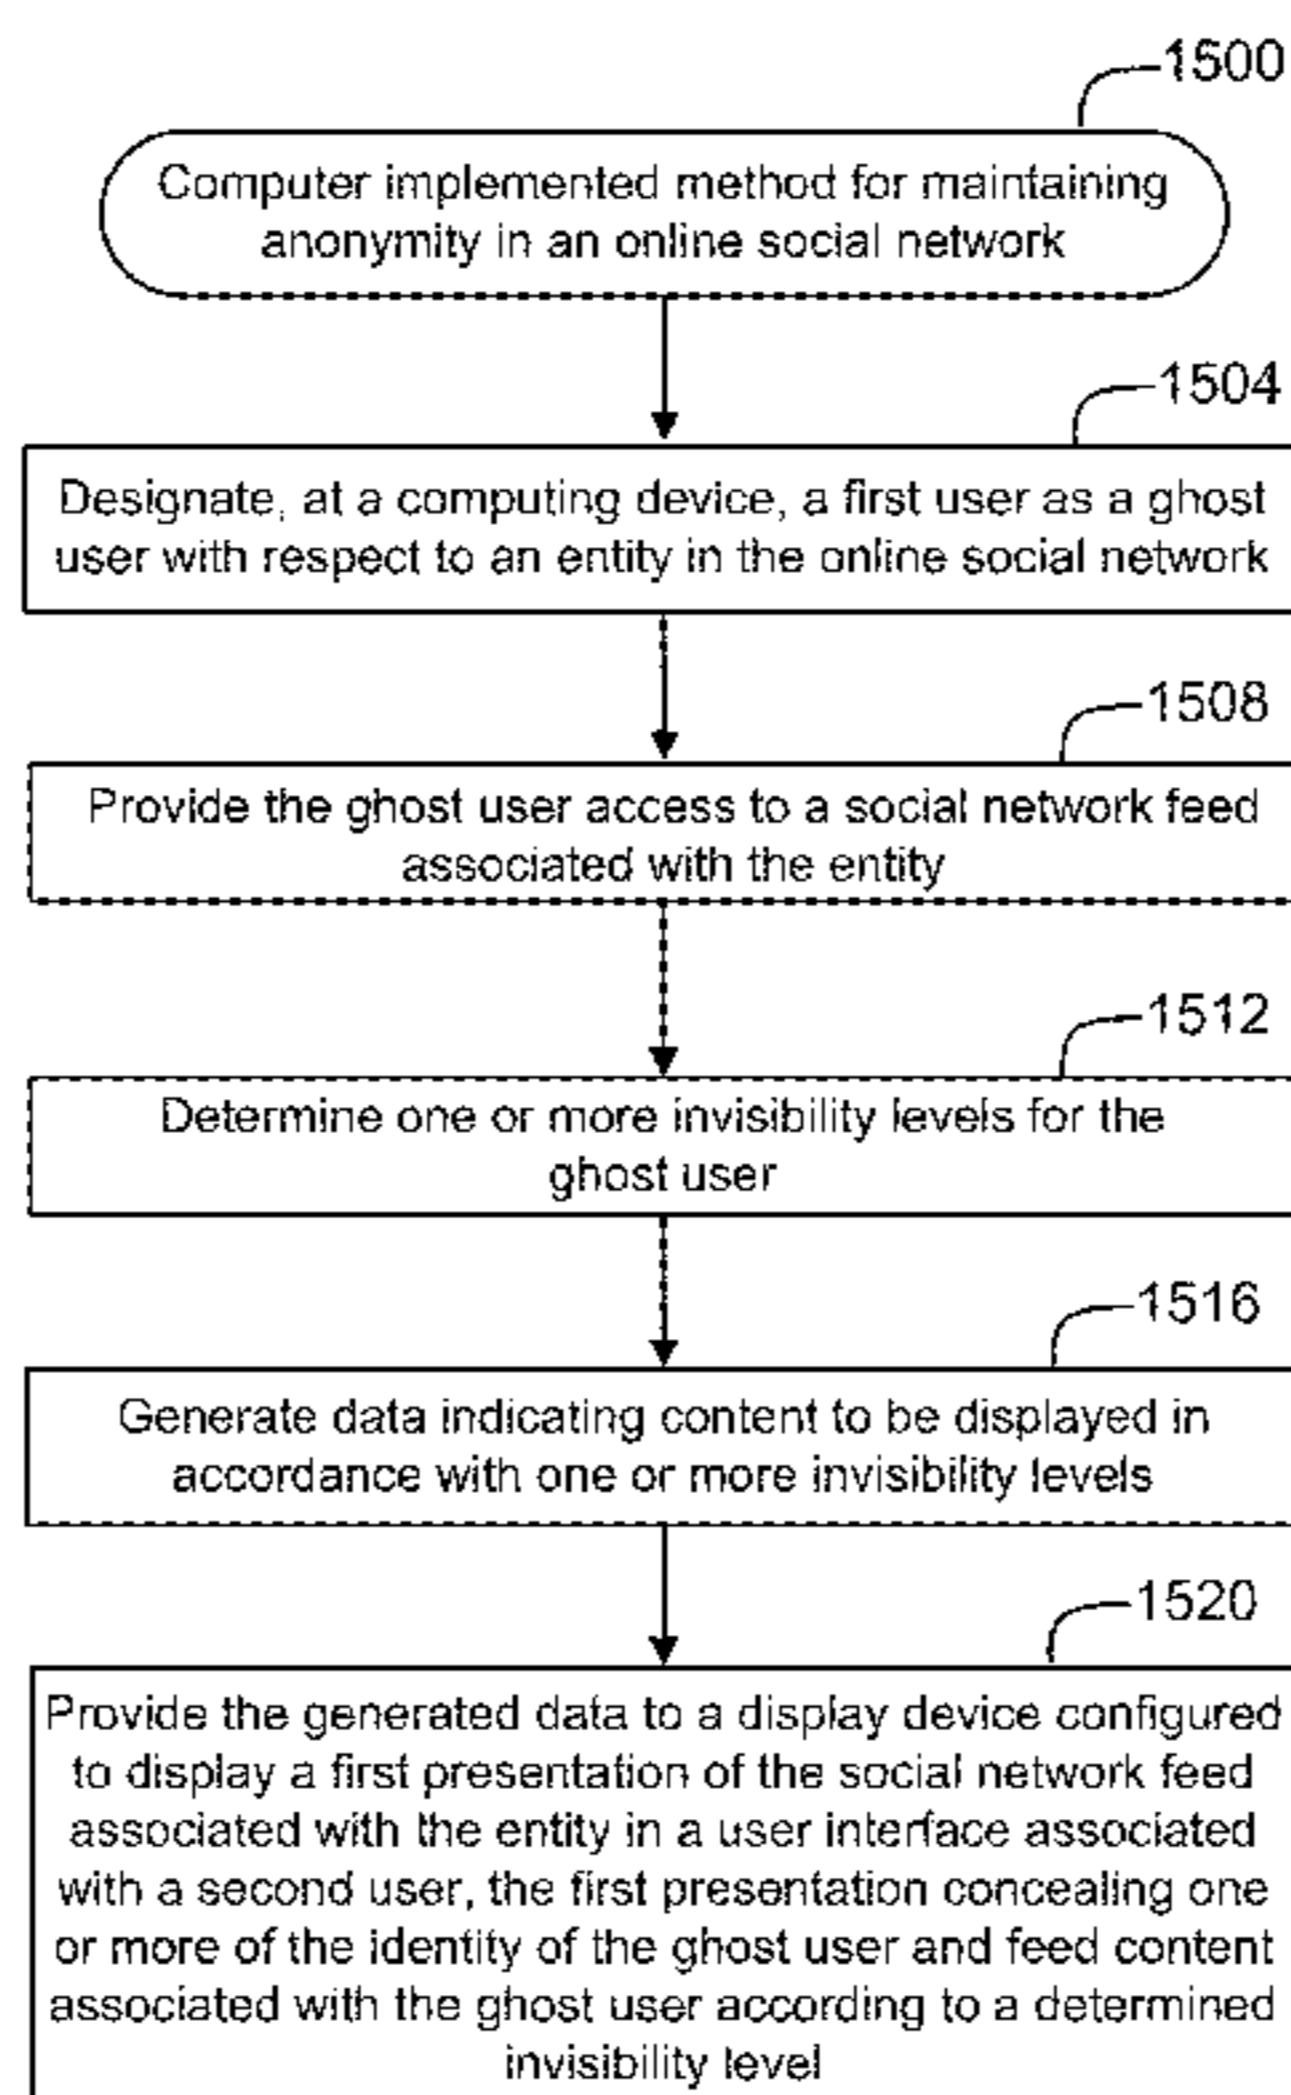 1500
Computer implemented method for maintaining
anonymity in an online social network
1504
Designate, at a computing device, a first user as a ghost
user with respect to an entity in the online social network
1508
Provide the ghost user access to a social network feed
associated with the entity
1512
Determine one or more invisibility levels for the
ghost user
1516
Generate data indicating content to be displayed in
accordance with one or more invisibility levels
1520
Provide the generated data to a display device configured
to display a first presentation of the social network feed
associated with the entity in a user interface associated
with a second user, the first presentation concealing one
or more of the identity of the ghost user and feed content
associated with the ghost user according to a determined
invisibility level